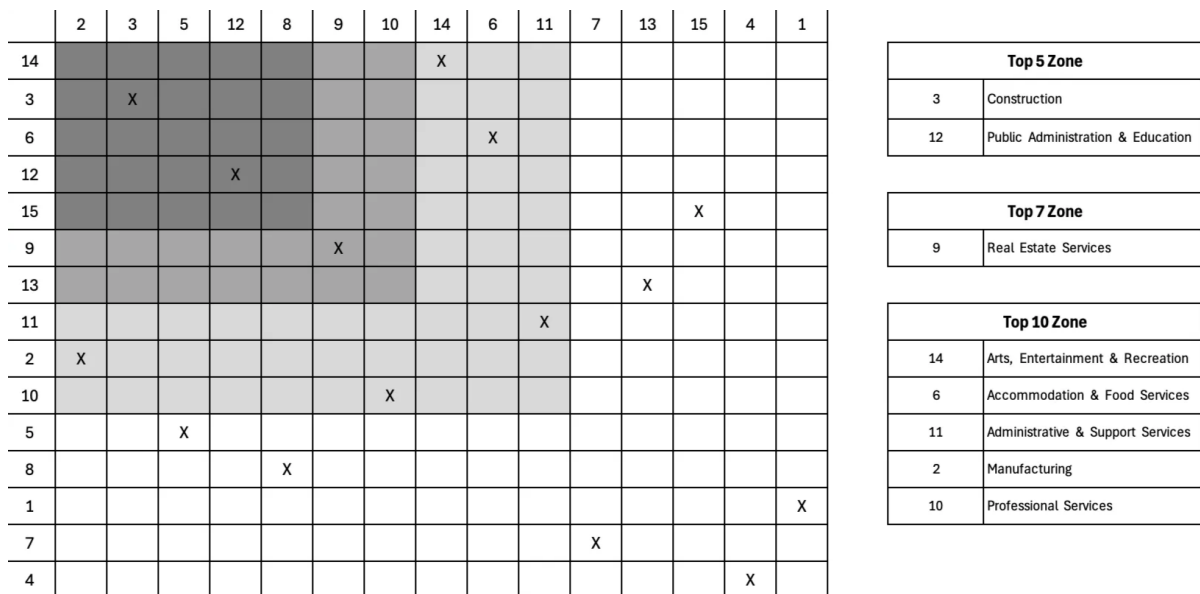 2 3 5 12 8 9 10 14 6 11 7 13 15 4 1
14 X
3 X
6 X
12 X
15 X
9 X
13 X
11 X
2 X
10 X
5 X
8 X
1 X
7 X
4 X
Top 5 Zone
3 Construction
12 Public Administration & Education
Top 7 Zone
9 Real Estate Services
Top 10 Zone
14 Arts, Entertainment & Recreation
6 Accommodation & Food Services
11 Administrative & Support Services
2 Manufacturing
10 Professional Services